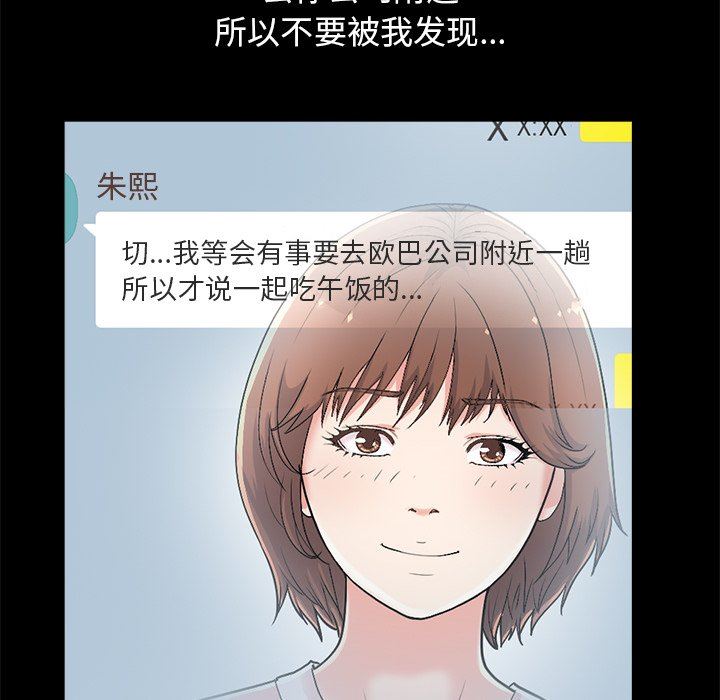 所以不要被我发现...
X X:XX
朱熙
切...我等会有事要去欧巴公司附近一趟
所以才说一起吃午饭的...